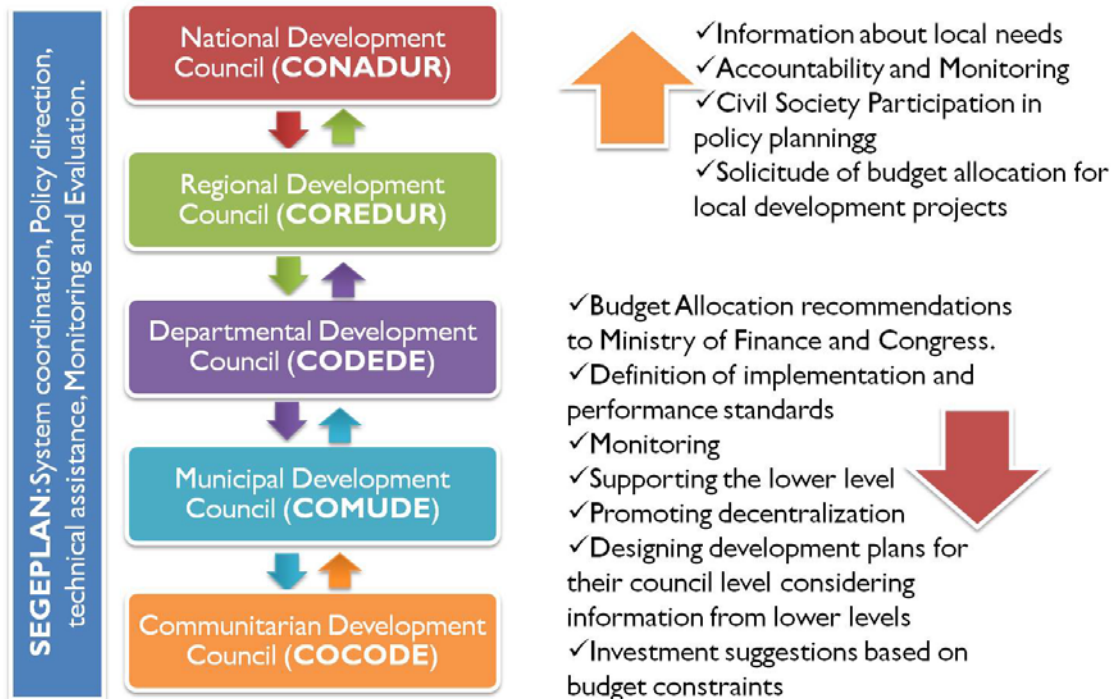 SEGEPLAN: System coordination, Policy direction,
technical assistance, Monitoring and Evaluation.
National Development
Council (CONADUR)
Regional Development
Council (COREDUR)
Departmental Development
Council (CODEDE)
Municipal Development
Council (COMUDE)
Communitarian Development
Council (COCODE)
✓Information about local needs
✓Accountability and Monitoring
✓Civil Society Participation in
policy planningg
✓Solicitude of budget allocation for
local development projects
✓Budget Allocation recommendations
to Ministry of Finance and Congress.
✓Definition of implementation and
performance standards
✓Monitoring
✓Supporting the lower level
✓Promoting decentralization
✓Designing development plans for
their council level considering
information from lower levels
✓Investment suggestions based on
budget constraints